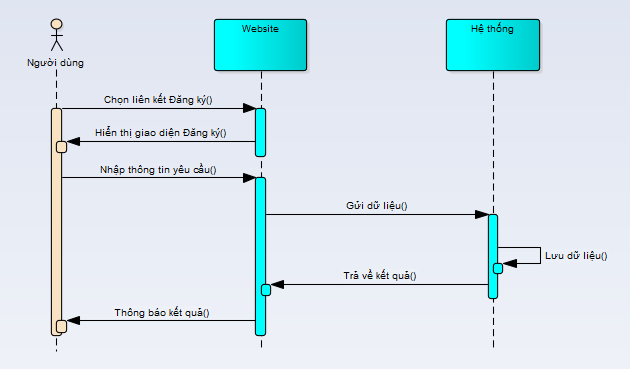 Website
Hệ thống
Người dùng
Chọn liên kết Đăng ký()
Hiển thị giao diện Đăng ký()
Nhập thông tin yêu cầu()
Gửi dữ liệu()
Lưu dữ liệu()
Trả về kết quả()
Thông báo kết quả()